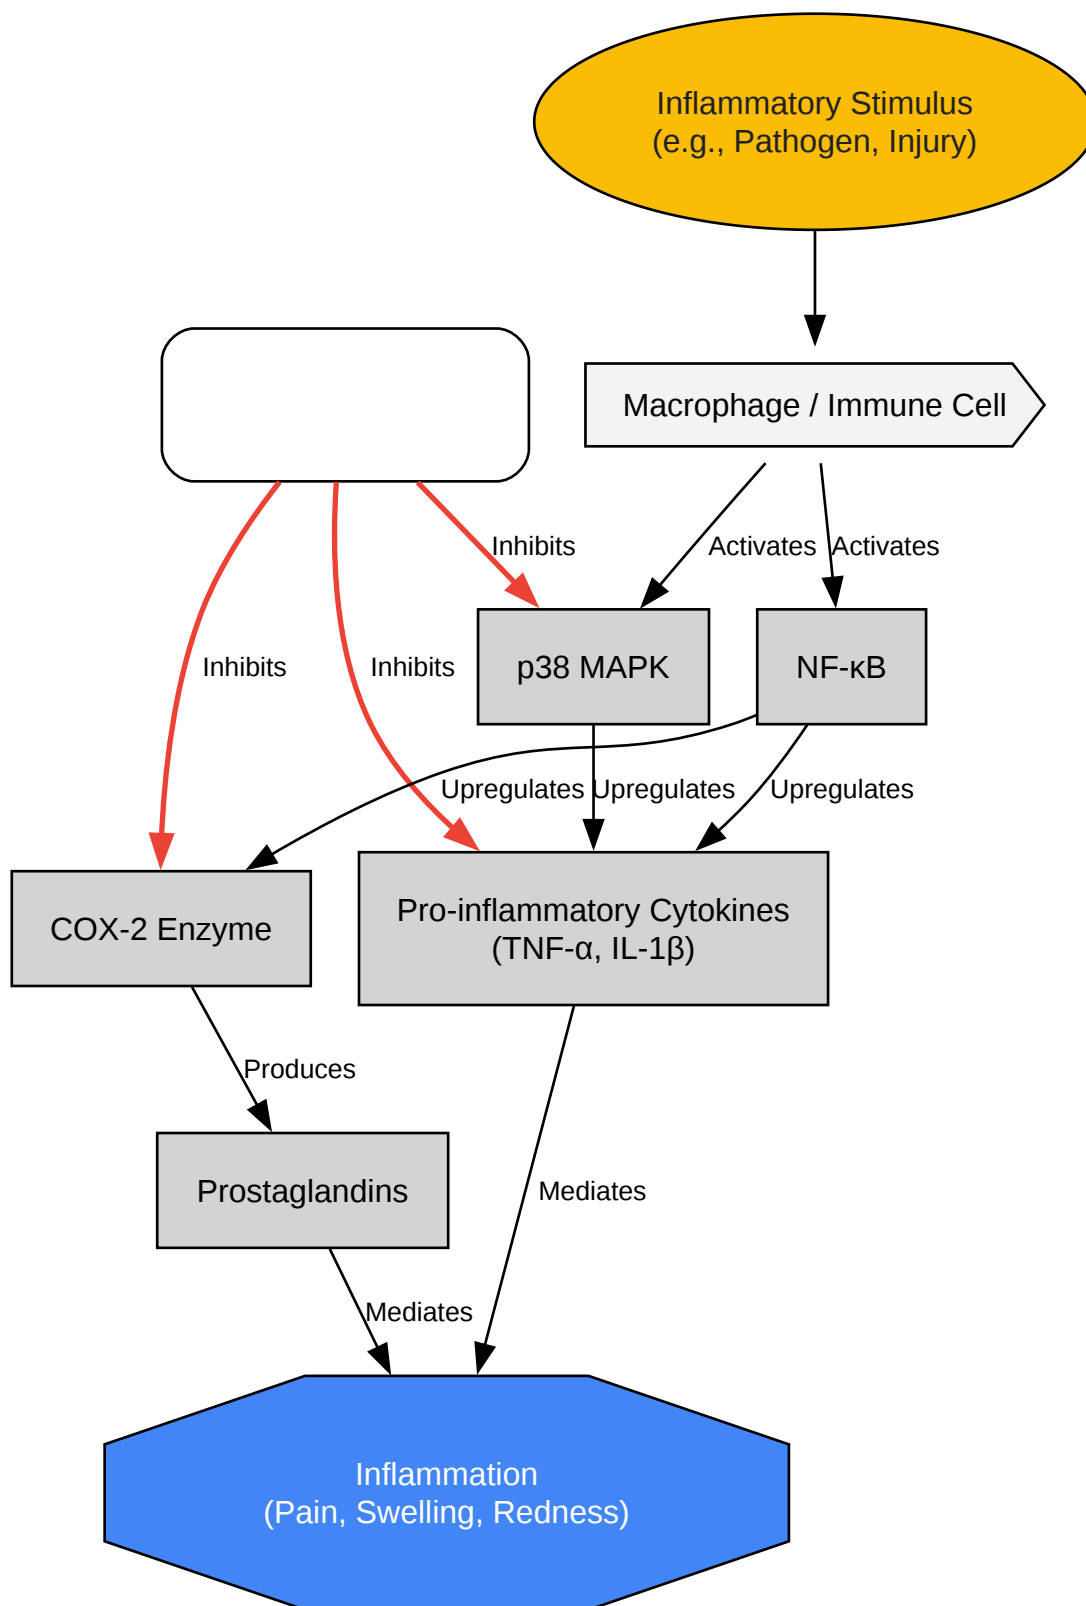 Inflammatory Stimulus
(e.g., Pathogen, Injury)
Macrophage / Immune Cell
Inhibits
Activates
Activates
Inhibits
Inhibits
p38 MAPK
NF-κB
Upregulates
Upregulates
Upregulates
COX-2 Enzyme
Pro-inflammatory Cytokines
(TNF-α, IL-1β)
Produces
Prostaglandins
Mediates
Mediates
Inflammation
(Pain, Swelling, Redness)